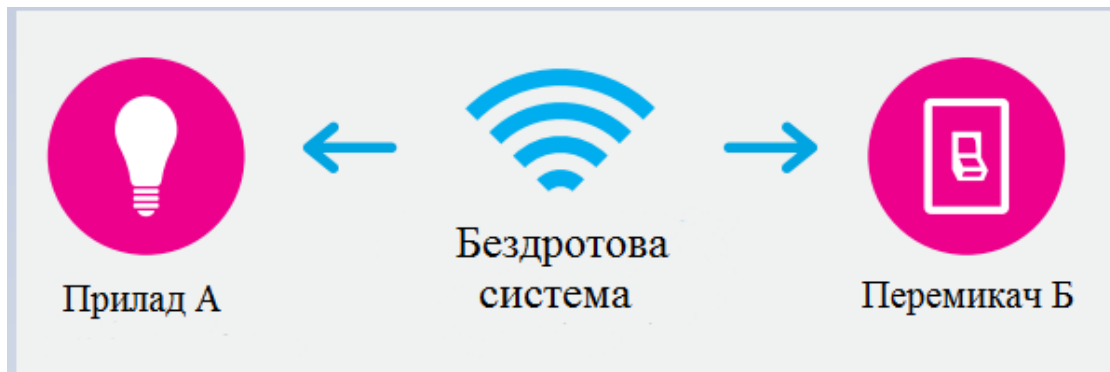 Бездротова
система
Прилад А
Перемикач Б